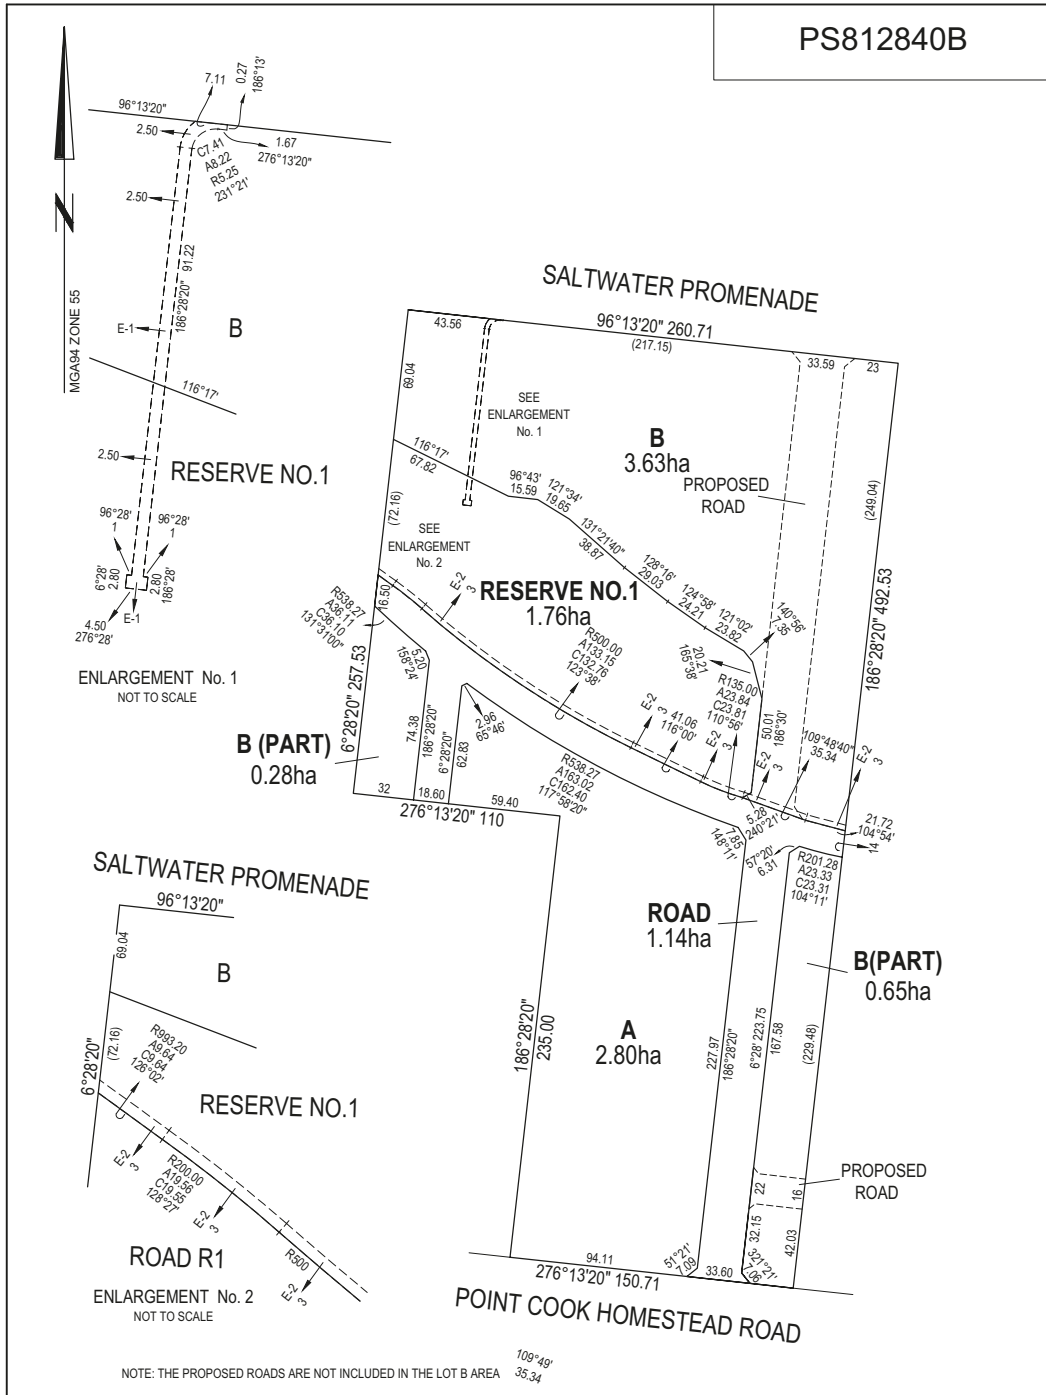 PS812840B
7.11
0.27
186°13'
96°13'20"
2.50
1.67
276°13'20"
C7.41
A8.22
R5.25
231°21'
2.50
91.22
186°28'20"
N
MGA94 ZONE 55
E-1
B
116°17'
2.50
RESERVE NO.1
96°28'
1
96°28'
1
6°28'
2.80
2.80
186°28'
E-1
4.50
276°28'
ENLARGEMENT No. 1
NOT TO SCALE
SALTWATER PROMENADE
43.56
96°13'20" 260.71
(217.15)
33.59
23
69.04
SEE
ENLARGEMENT
No. 1
B
3.63ha
PROPOSED
ROAD
(249.04)
116°17'
67.82
96°43'
15.59
121°34'
19.65
131°21'40"
38.87
(72.16)
SEE
ENLARGEMENT
No. 2
128°16'
29.03
124°58'
24.21
121°02'
23.82
140°56'
7.35
E-2
3
RESERVE NO.1
1.76ha
16.50
R538.27
A36.11
C36.10
131°31'00"
R500.00
A133.15
C132.76
123°38'
20.21
165°38'
186°28'20" 492.53
R135.00
A23.84
C23.81
110°56'
5.20
158°24'
6°28'20" 257.53
E-2
3
41.06
116°00'
E-2
3
50.01
186°30'
E-2
3
109°48'40"
35.34
E-2
3
74.38
186°28'20"
6°28'20"
62.83
2.96
65°46'
B (PART)
0.28ha
R538.27
A163.02
C162.40
117°58'20"
32
18.60
59.40
276°13'20" 110
5.28
240°21'
21.72
104°54'
14
7.85
148°11'
57°20'
6.31
R201.28
A23.33
C23.31
104°11'
SALTWATER PROMENADE
96°13'20"
69.04
B
ROAD
1.14ha
B(PART)
0.65ha
6°28'20"
(72.16)
R993.20
A9.64
C9.64
126°02'
RESERVE NO.1
186°28'20"
235.00
A
2.80ha
227.97
186°28'20"
6°28' 223.75
167.58
(229.48)
E-2
3
R200.00
A19.56
C19.55
128°27'
E-2
3
PROPOSED
ROAD
22
16
32.15
42.03
ROAD R1
R500
E-2
3
94.11
276°13'20" 150.71
51°21'
7.09
33.60
321°21'
7.06
ENLARGEMENT No. 2
NOT TO SCALE
POINT COOK HOMESTEAD ROAD
109°49'
35.34
NOTE: THE PROPOSED ROADS ARE NOT INCLUDED IN THE LOT B AREA